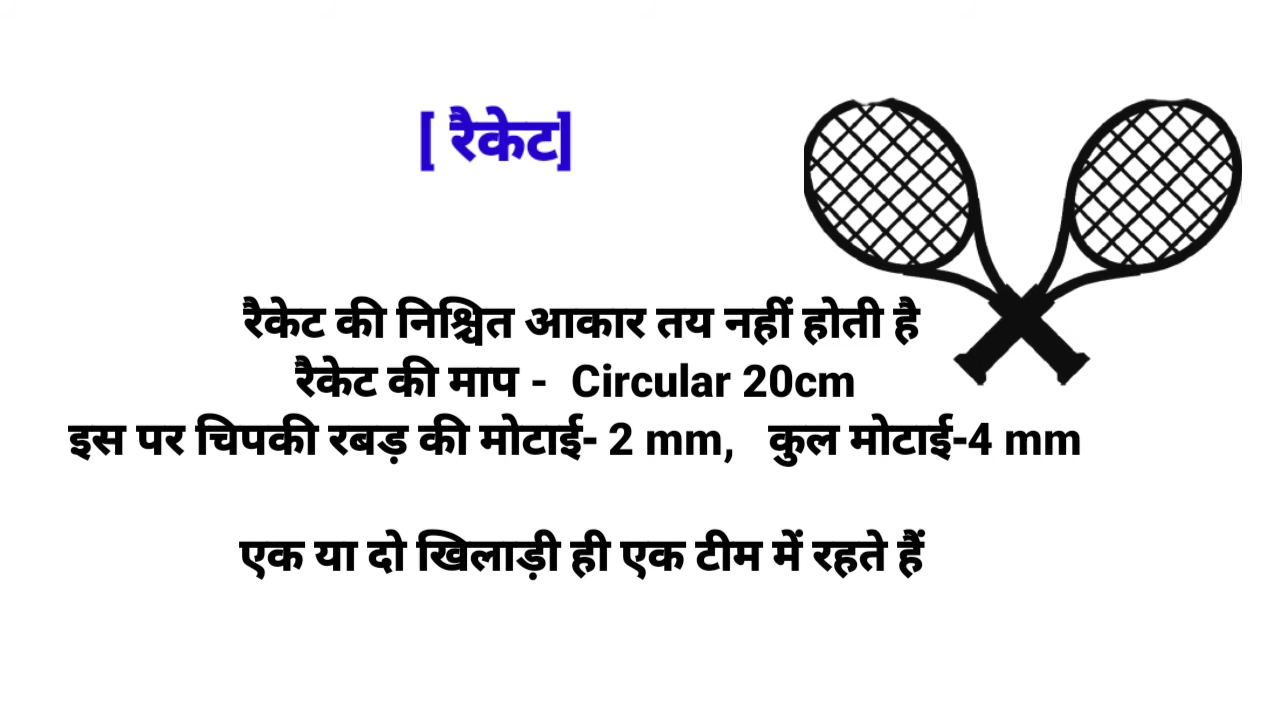 [ रैकेट]
रैकेट की निश्चित आकार तय नहीं होती है
रैकेट की माप - Circular 20cm
इस पर चिपकी रबड़ की मोटाई- 2 mm, कुल मोटाई-4 mm
एक या दो खिलाड़ी ही एक टीम में रहते हैं